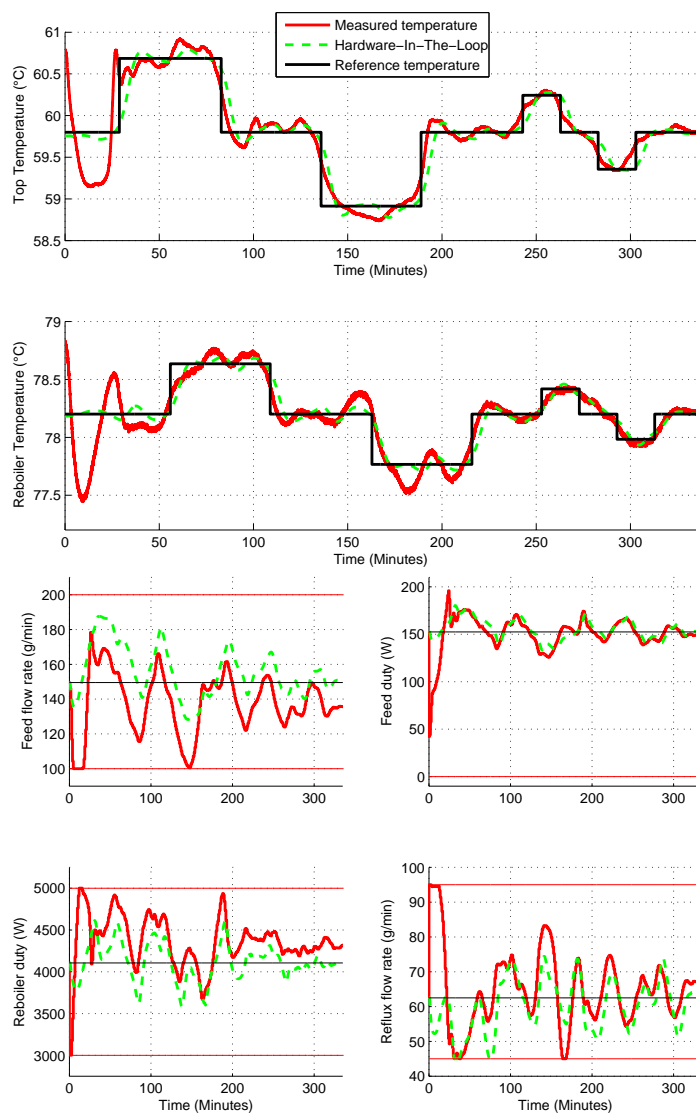 Measured temperature
Hardware−In−The−Loop
Reference temperature
61
60.5
60
59.5
59
58.5
Top Temperature (°C)
0 50 100 150 200 250 300
Time (Minutes)
79
78.5
78
77.5
Reboiler Temperature (°C)
0 50 100 150 200 250 300
Time (Minutes)
200
180
160
140
120
100
Feed flow rate (g/min)
0 100 200 300
200
150
100
50
0
Feed duty (W)
0 100 200 300
5000
4500
4000
3500
3000
Reboiler duty (W)
0 100 200 300
Time (Minutes)
100
90
80
70
60
50
40
Reflux flow rate (g/min)
0 100 200 300
Time (Minutes)